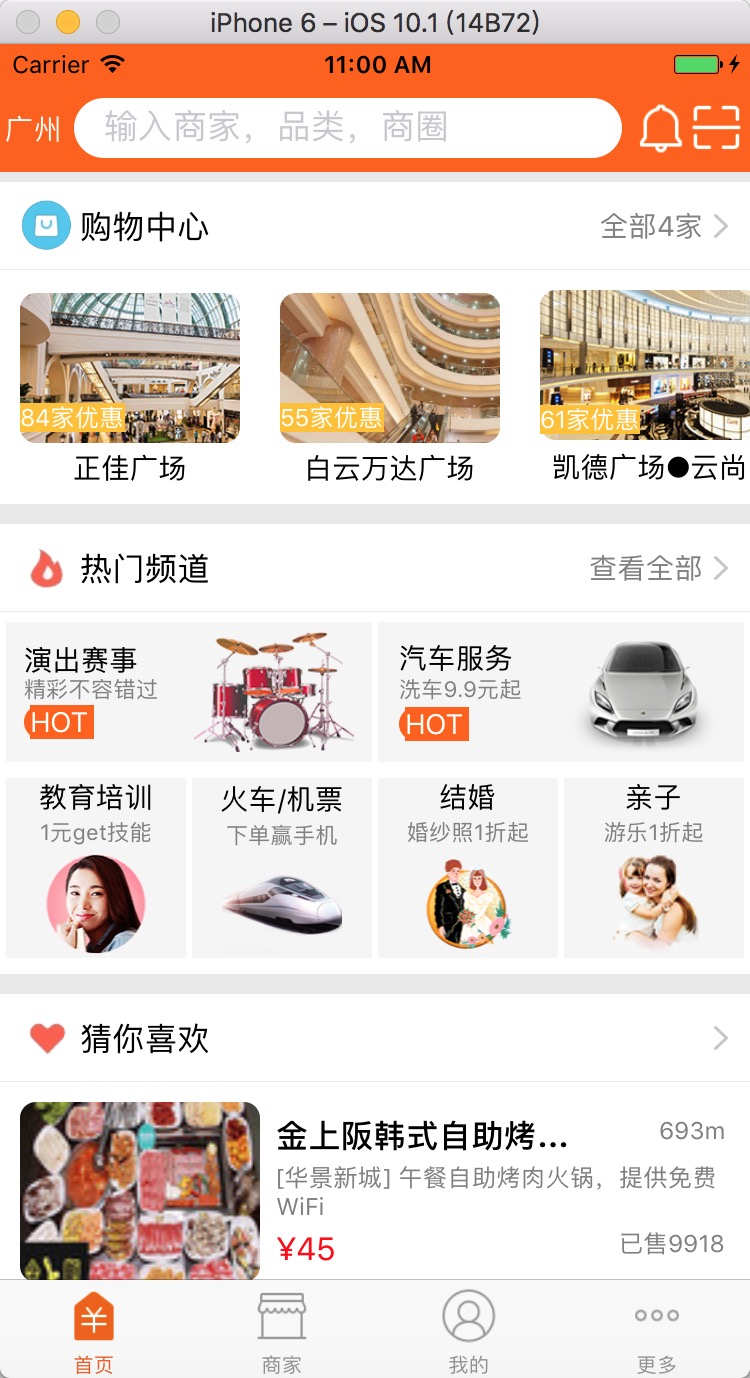 iPhone 6 – iOS 10.1 (14B72)
Carrier 11:00 AM
广州 输入商家，品类，商圈
购物中心 全部4家
84家优惠 55家优惠 61家优惠
正佳广场 白云万达广场 凯德广场●云尚
热门频道 查看全部
演出赛事 汽车服务
精彩不容错过 洗车9.9元起
HOT HOT
教育培训 火车/机票 结婚 亲子
1元get技能 下单赢手机 婚纱照1折起 游乐1折起
猜你喜欢
金上阪韩式自助烤... 693m
[华景新城] 午餐自助烤肉火锅，提供免费
WiFi
¥45 已售9918
首页 商家 我的 更多